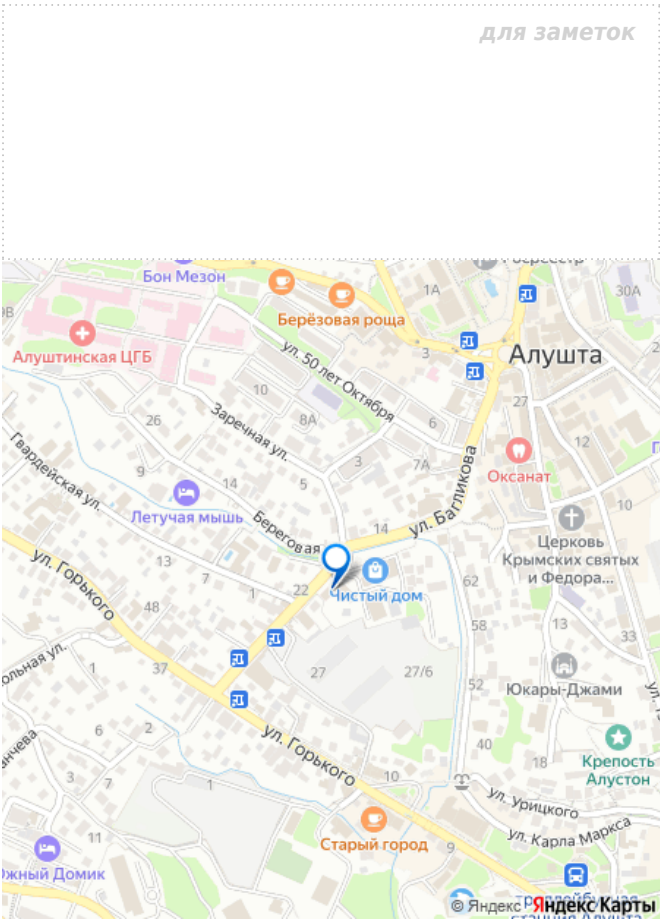 для заметок
Бон Мезон
1А
30А
Берёзовая роща
Алуштинская ЦГБ
3
Алушта
ул. 50 лет Октября
10
8А
6
27
26
Заречная ул.
12
Гвардейская ул.
9
14
5
3
7А
ул. Багликова
Оксанат
10
Летучая мышь
Береговая
14
Церковь
Крымских святых
и Федора...
ул. Горького
13
7
1
22
Чистый дом
62
13
48
58
33
37
1
27
27/6
52
Юкары-Джами
6
2
ул. Горького
40
18
Крепость
Алустон
3
7
1
10
ул. Урицкого
11
ул. Карла Маркса
Старый город
9
© Яндекс Яндекс Карты